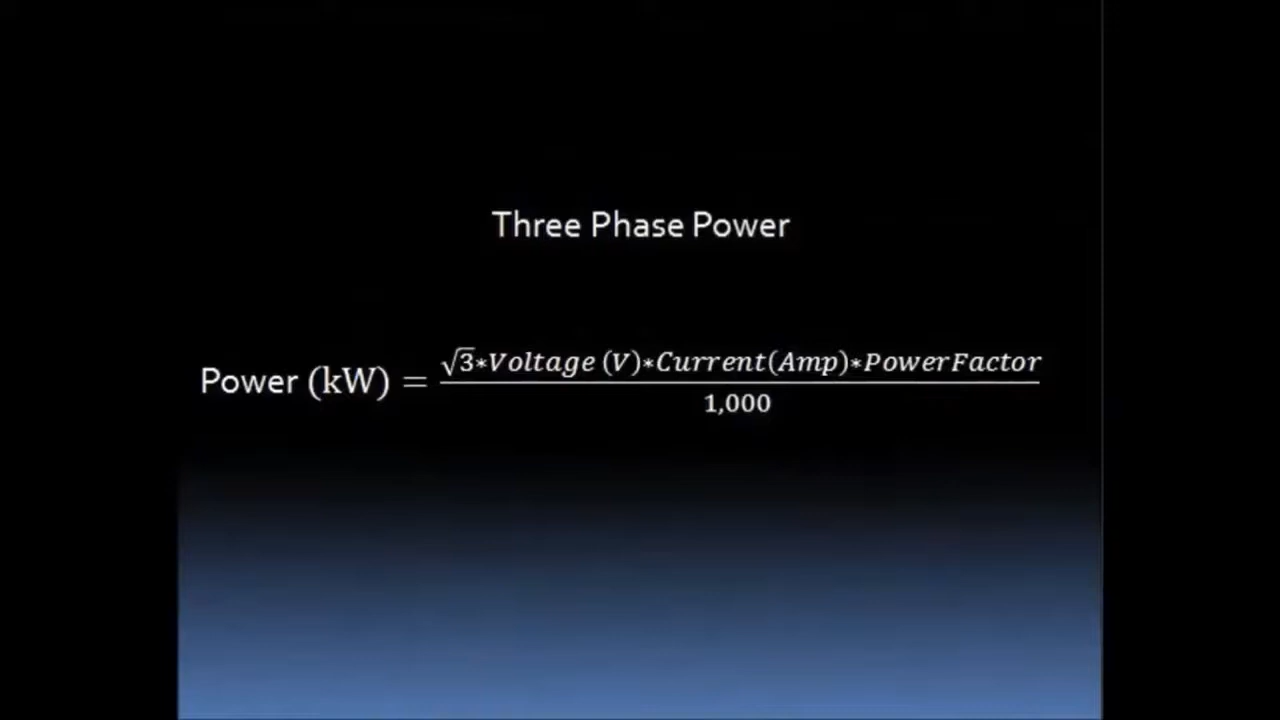 Three Phase Power
Power (kW) = √3*Voltage (V)*Current(Amp)*PowerFactor
1,000